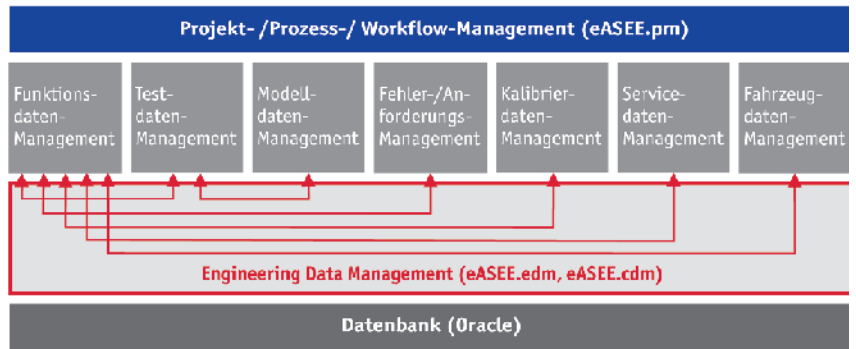 Projekt- /Prozess-/ Workflow-Management (eASEE.pm)
Funktions-
daten-
Management
Test-
daten-
Management
Modell-
daten-
Management
Fehler-/An-
forderungs-
Management
Kalibrier-
daten-
Management
Service-
daten-
Management
Fahrzeug-
daten-
Management
Engineering Data Management (eASEE.edm, eASEE.cdm)
Datenbank (Oracle)